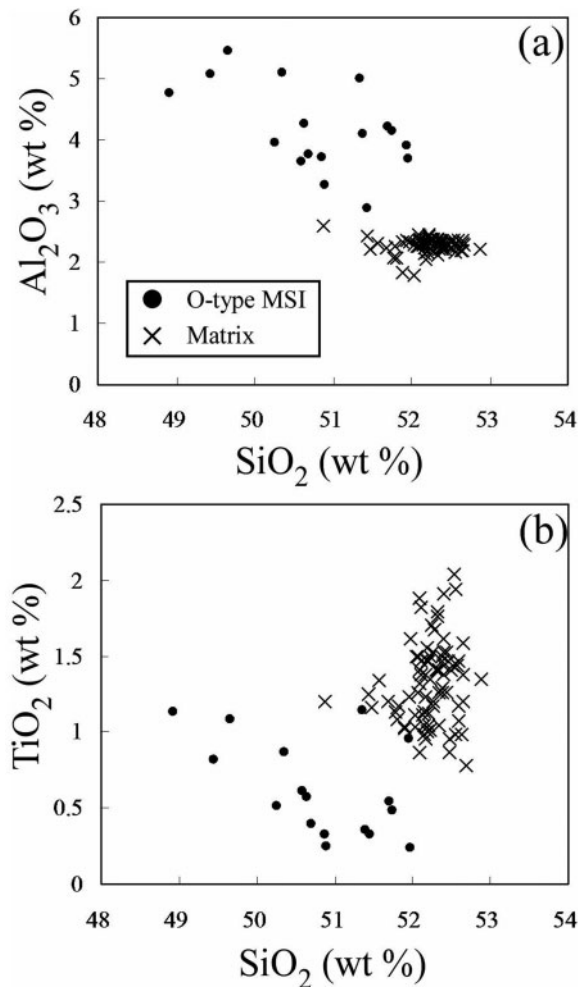 (a)
Al₂O₃ (wt %)
6
5
4
3
2
1
0
O-type MSI
Matrix
48 49 50 51 52 53 54
SiO₂ (wt %)
(b)
TiO₂ (wt %)
2.5
2
1.5
1
0.5
0
48 49 50 51 52 53 54
SiO₂ (wt %)